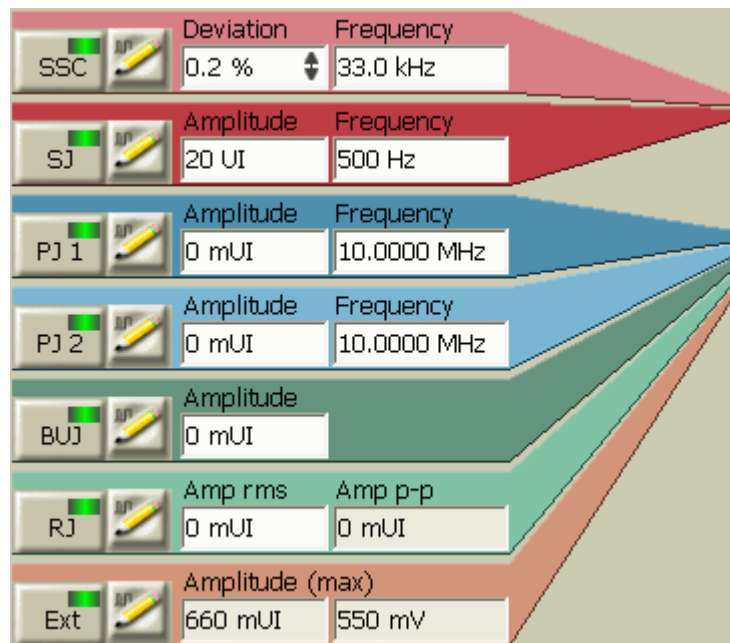 Deviation Frequency
SSC 0.2 % 33.0 kHz
Amplitude Frequency
SJ 20 UI 500 Hz
Amplitude Frequency
PJ 1 0 mUI 10.0000 MHz
Amplitude Frequency
PJ 2 0 mUI 10.0000 MHz
Amplitude
BUJ 0 mUI
Amp rms Amp p-p
RJ 0 mUI 0 mUI
Amplitude (max)
Ext 660 mUI 550 mV